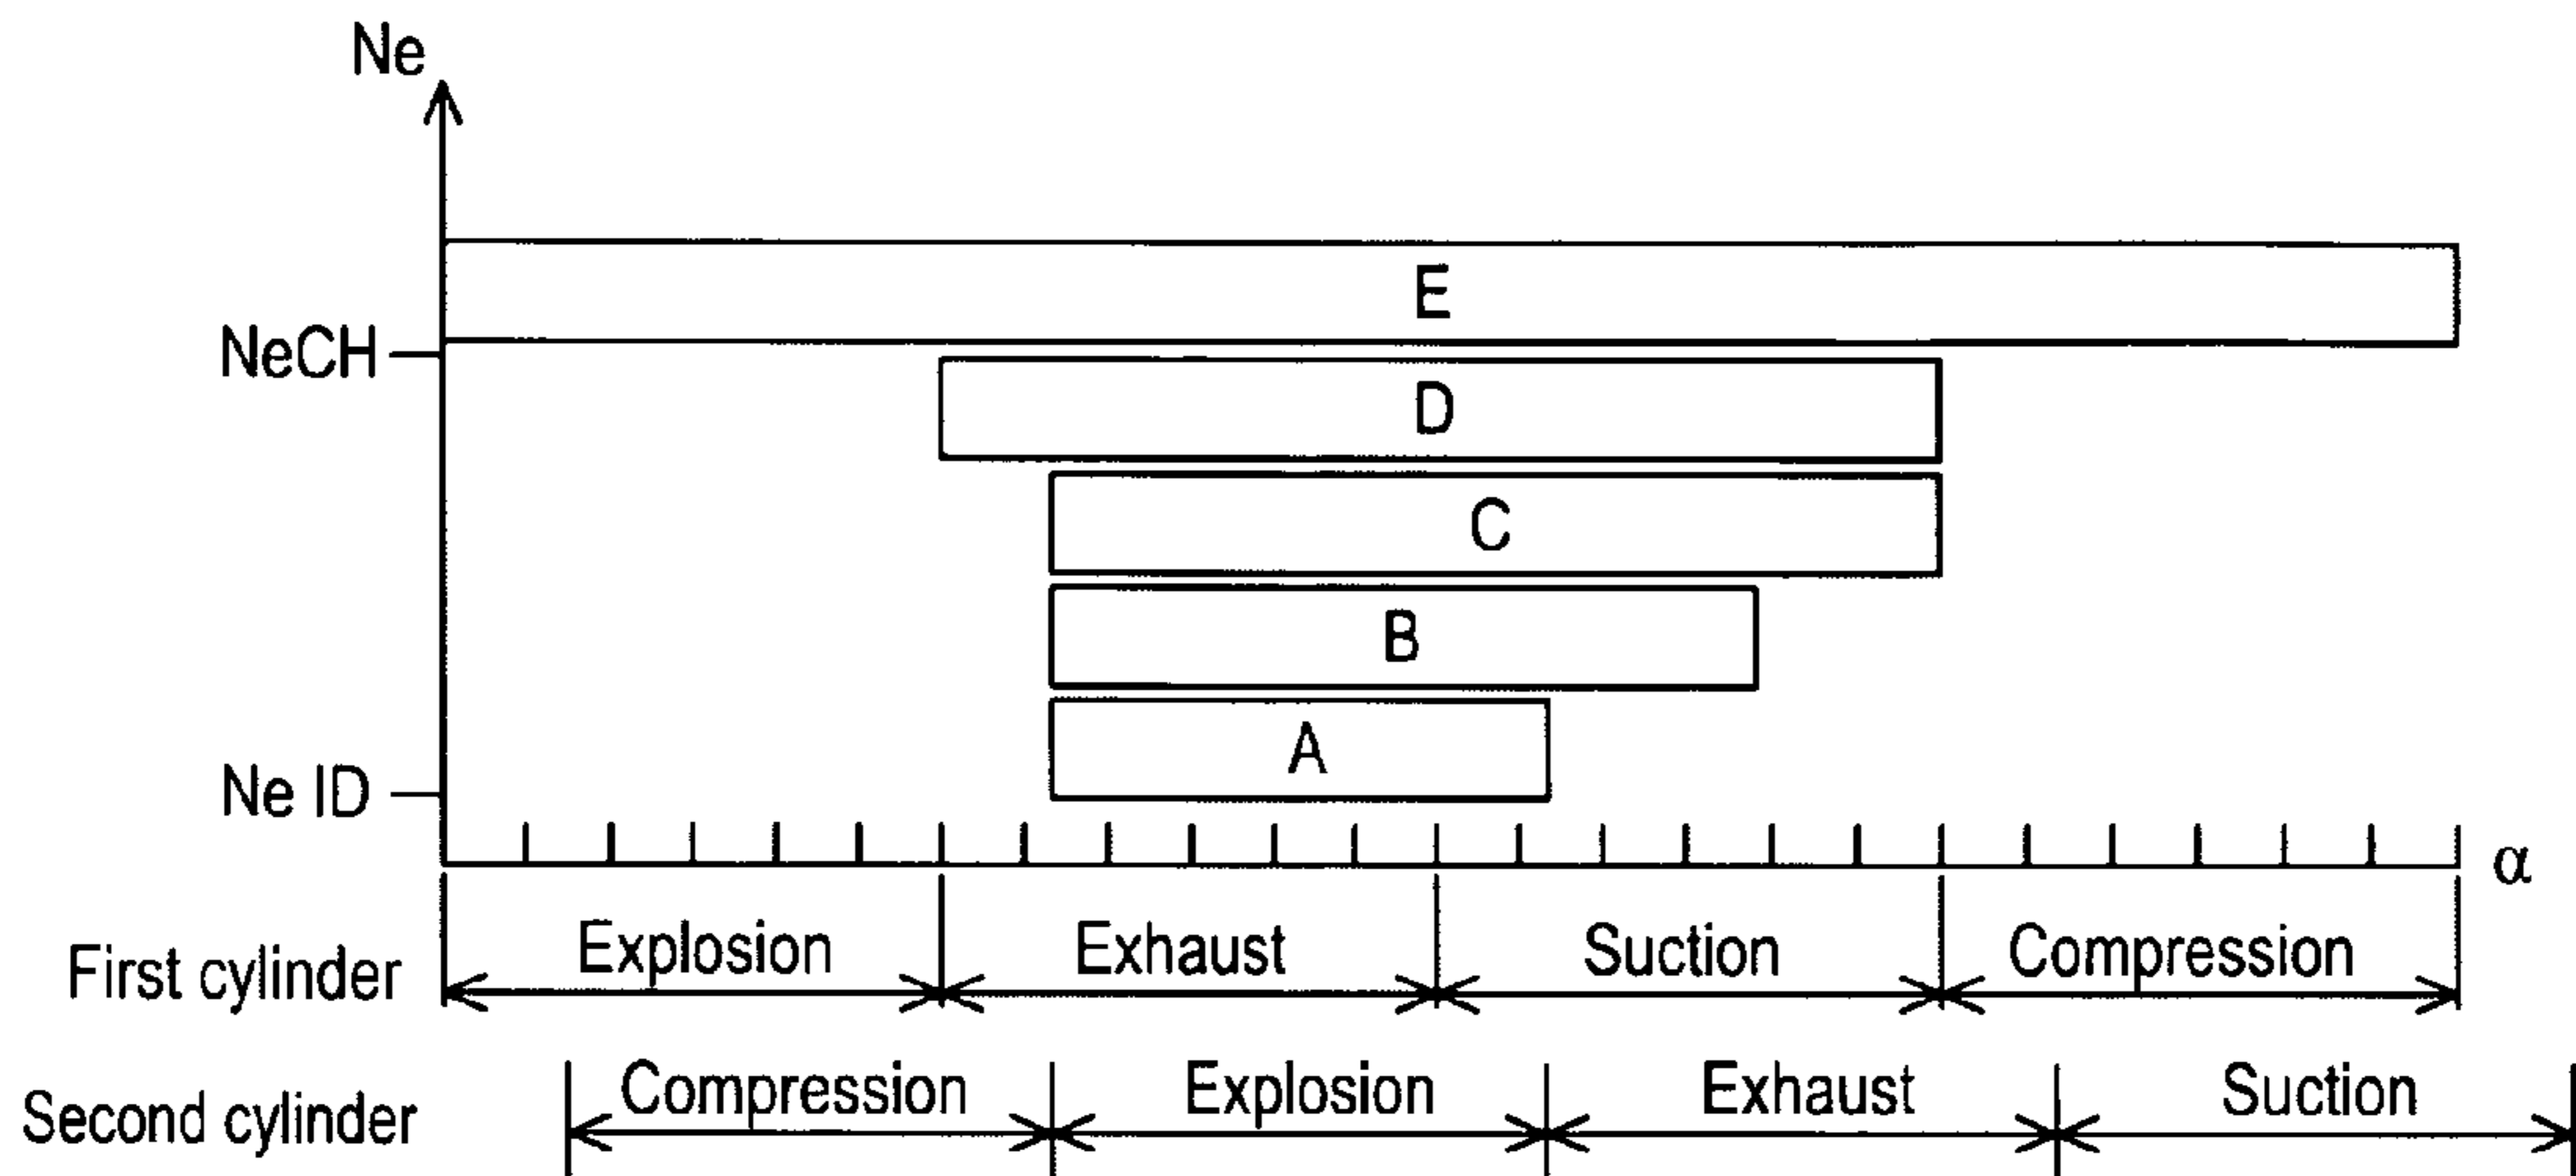 Ne
E
NeCH
D
C
B
A
Ne ID
α
First cylinder Explosion Exhaust Suction Compression
Second cylinder Compression Explosion Exhaust Suction